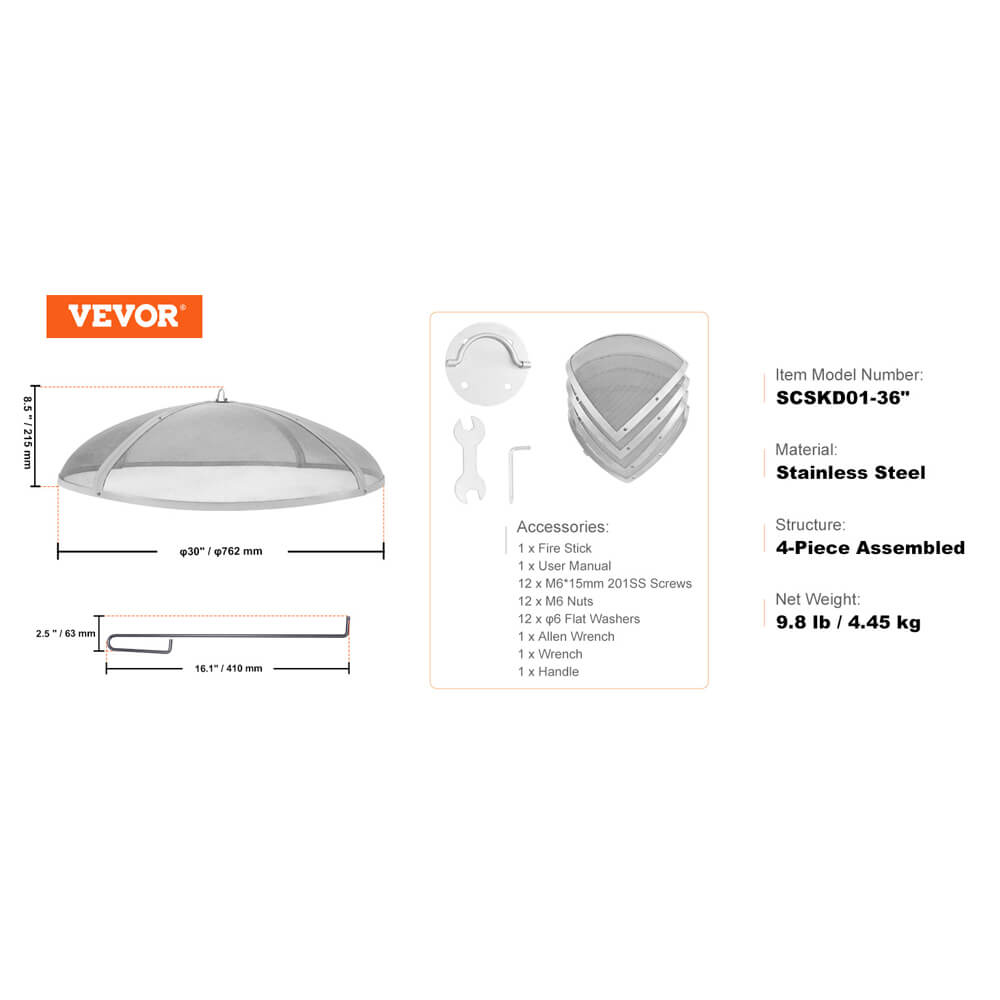 VEVOR®
8.5 " / 215 mm
φ30" / φ762 mm
2.5 " / 63 mm
16.1" / 410 mm
Accessories:
1 x Fire Stick
1 x User Manual
12 x M6*15mm 201SS Screws
12 x M6 Nuts
12 x φ6 Flat Washers
1 x Allen Wrench
1 x Wrench
1 x Handle
Item Model Number:
SCSKD01-36"
Material:
Stainless Steel
Structure:
4-Piece Assembled
Net Weight:
9.8 lb / 4.45 kg